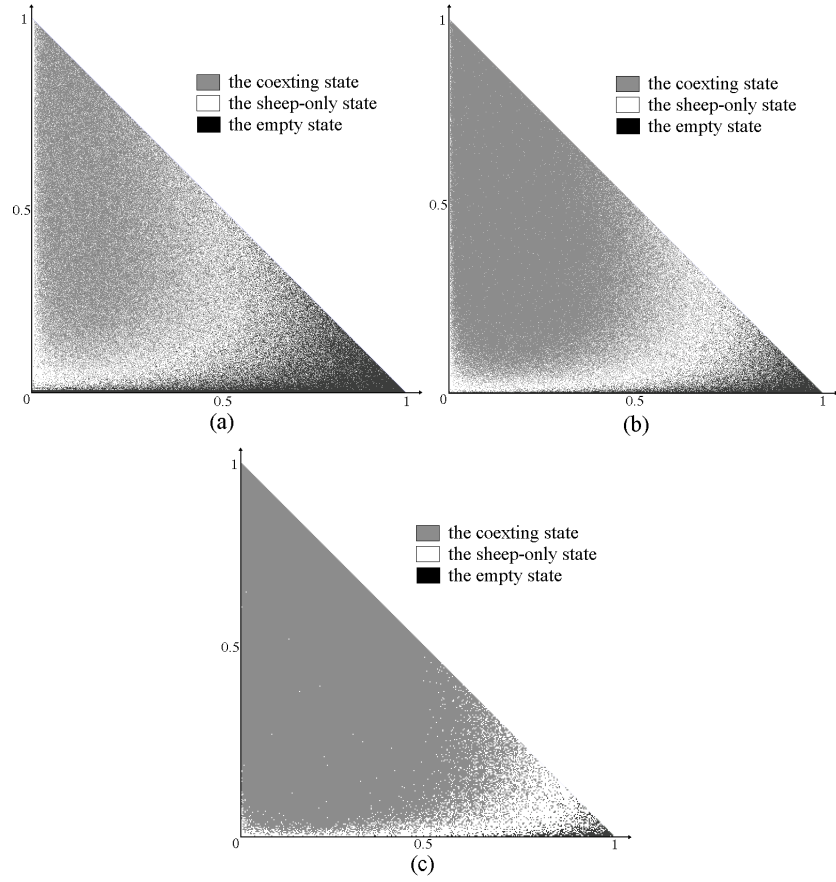 1
the coexting state
the sheep-only state
the empty state
0.5
0
0.5
1
(a)
1
the coexting state
the sheep-only state
the empty state
0.5
0
0.5
1
(b)
1
the coexting state
the sheep-only state
the empty state
0.5
0
0.5
1
(c)